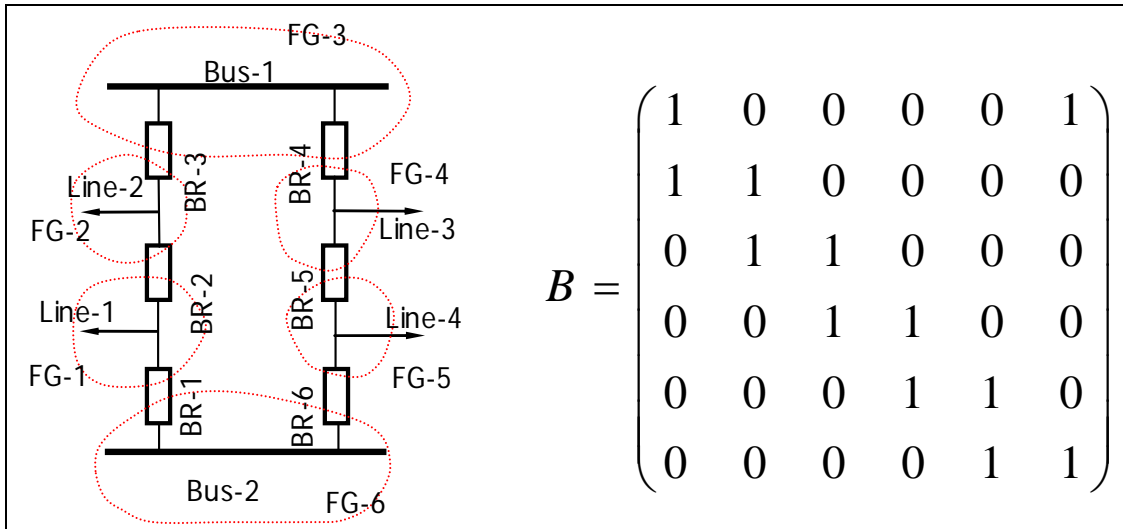 FG-3
Bus-1
BR-3
BR-4
Line-2
FG-4
FG-2
Line-3
BR-2
BR-5
Line-1
Line-4
FG-1
FG-5
BR-1
BR-6
Bus-2
FG-6
B =
1 0 0 0 0 1
1 1 0 0 0 0
0 1 1 0 0 0
0 0 1 1 0 0
0 0 0 1 1 0
0 0 0 0 1 1